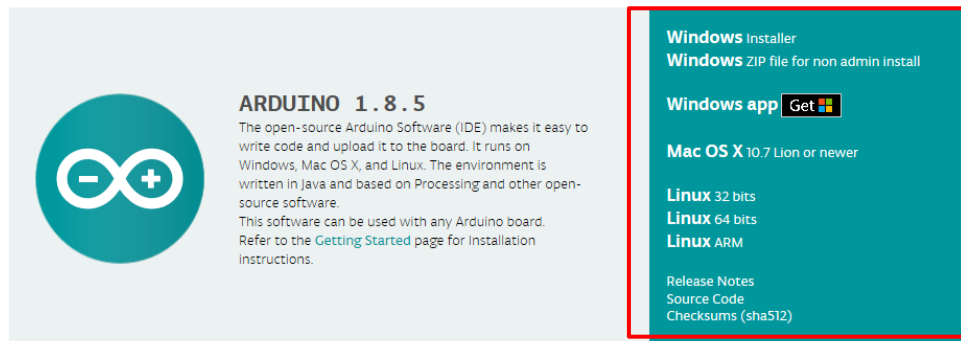 ARDUINO 1.8.5
The open-source Arduino Software (IDE) makes it easy to
write code and upload it to the board. It runs on
Windows, Mac OS X, and Linux. The environment is
written in Java and based on Processing and other open-
source software.
This software can be used with any Arduino board.
Refer to the Getting Started page for Installation
instructions.
Windows Installer
Windows ZIP file for non admin install
Windows app Get
Mac OS X 10.7 Lion or newer
Linux 32 bits
Linux 64 bits
Linux ARM
Release Notes
Source Code
Checksums (sha512)